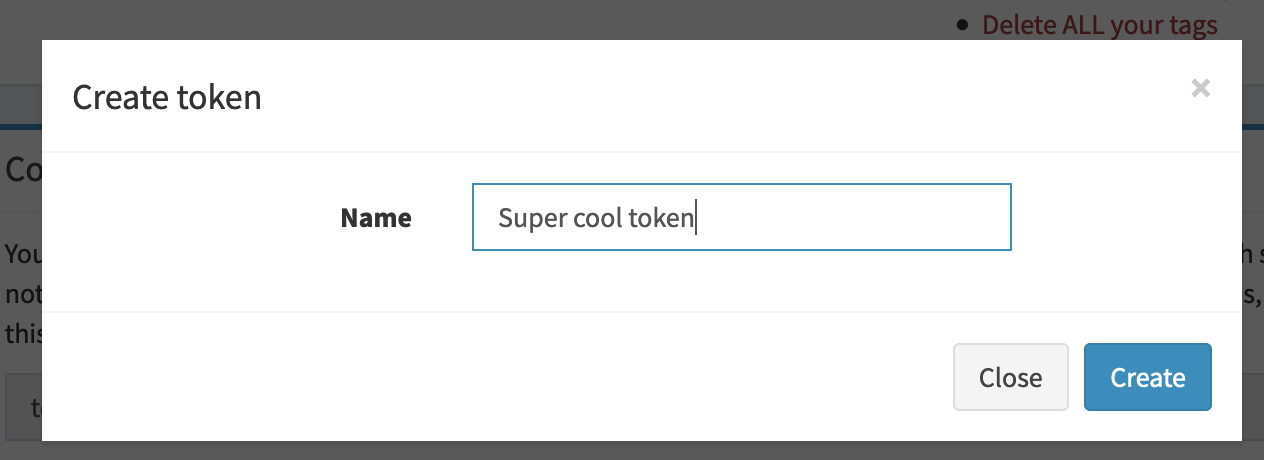 Delete ALL your tags
Create token
×
Name
Super cool token
Close
Create